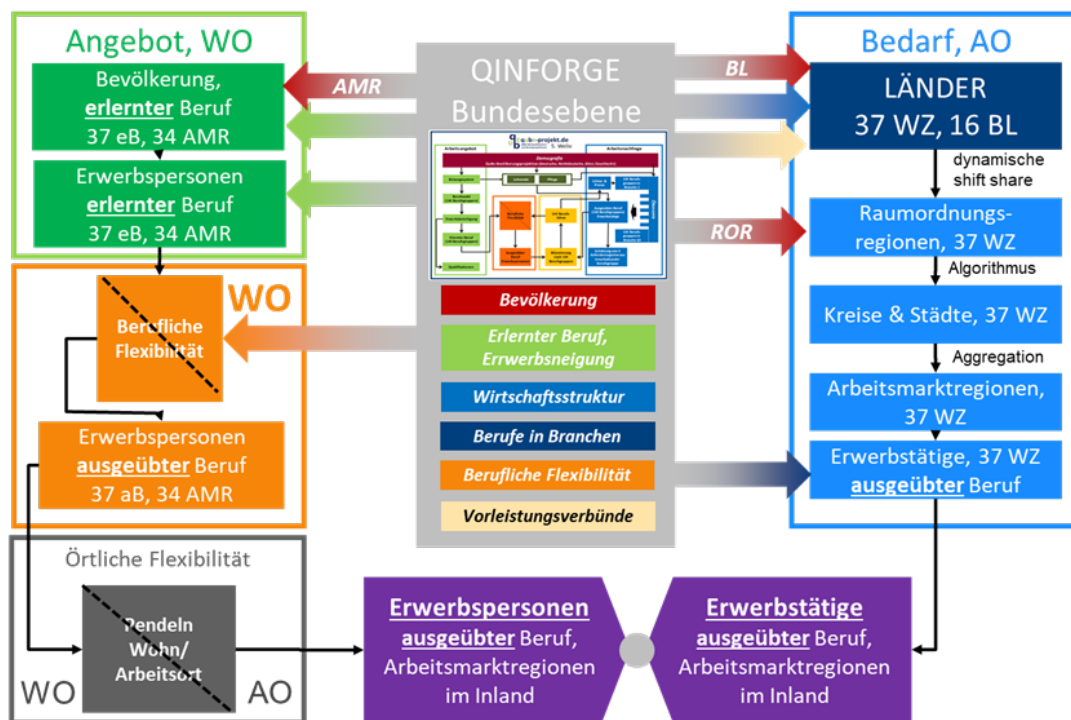 Angebot, WO
Bevölkerung,
erlernter Beruf
37 eB, 34 AMR
Erwerbspersonen
erlernter Beruf
37 eB, 34 AMR
WO
Berufliche
Flexibilität
Erwerbspersonen
ausgeübter Beruf
37 aB, 34 AMR
Örtliche Flexibilität
Pendeln
Wohn/
Arbeitsort
WO
AO
AMR
QINFORGE
Bundesebene
Bevölkerung
Erlernter Beruf,
Errwerbsneigung
Wirtschaftsstruktur
Berufe in Branchen
Berufliche Flexibilität
Vorleistungsverbünde
BL
ROR
Bedarf, AO
LÄNDER
37 WZ, 16 BL
dynamische
shift share
Raumordnungs-
regionen, 37 WZ
Algorithmus
Kreise & Städte, 37 WZ
Aggregation
Arbeitsmarktregionen,
37 WZ
Erwerbstätige, 37 WZ
ausgeübter Beruf
Erwerbspersonen
ausgeübter Beruf,
Arbeitsmarktregionen
im Inland
Erwerbstätige
ausgeübter Beruf,
Arbeitsmarktregionen
im Inland